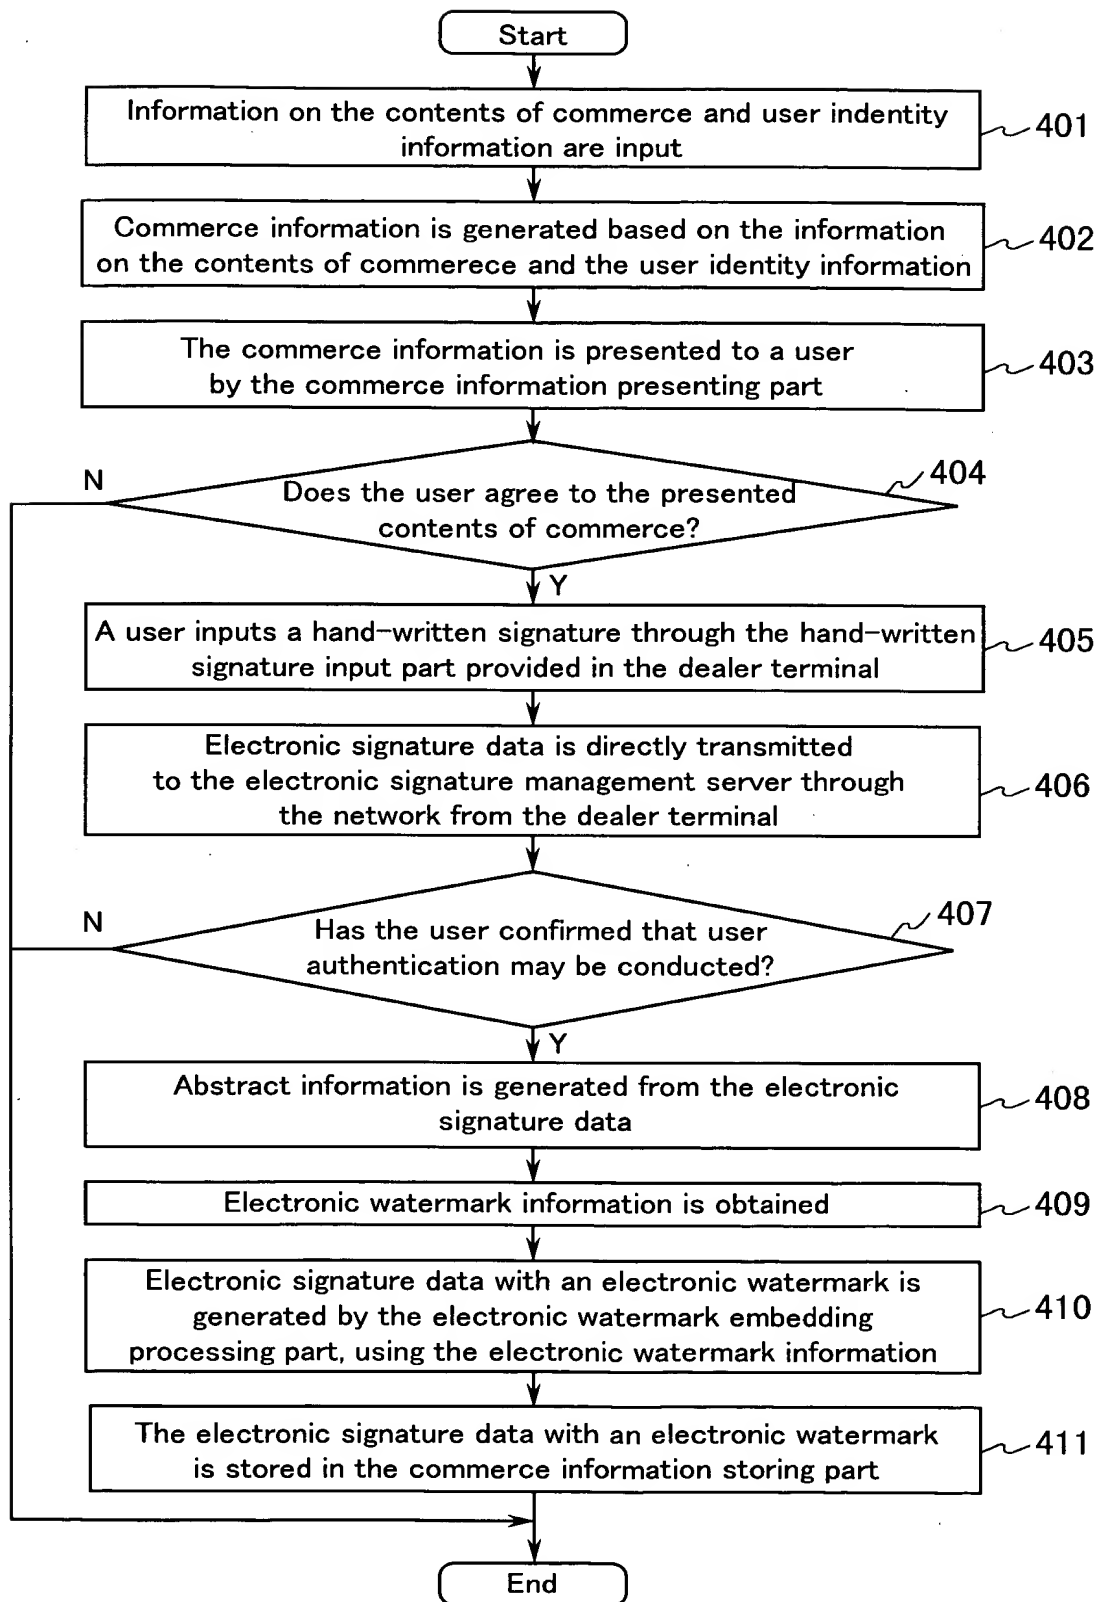 Start
Information on the contents of commerce and user indentity
information are input
401
Commerce information is generated based on the information
on the contents of commerece and the user identity information
402
The commerce information is presented to a user
by the commerce information presenting part
403
N
404
Does the user agree to the presented
contents of commerce?
Y
A user inputs a hand-written signature through the hand-written
signature input part provided in the dealer terminal
405
Electronic signature data is directly transmitted
to the electronic signature management server through
the network from the dealer terminal
406
N
407
Has the user confirmed that user
authentication may be conducted?
Y
Abstract information is generated from the electronic
signature data
408
Electronic watermark information is obtained
409
Electronic signature data with an electronic watermark is
generated by the electronic watermark embedding
processing part, using the electronic watermark information
410
The electronic signature data with an electronic watermark
is stored in the commerce information storing part
411
End